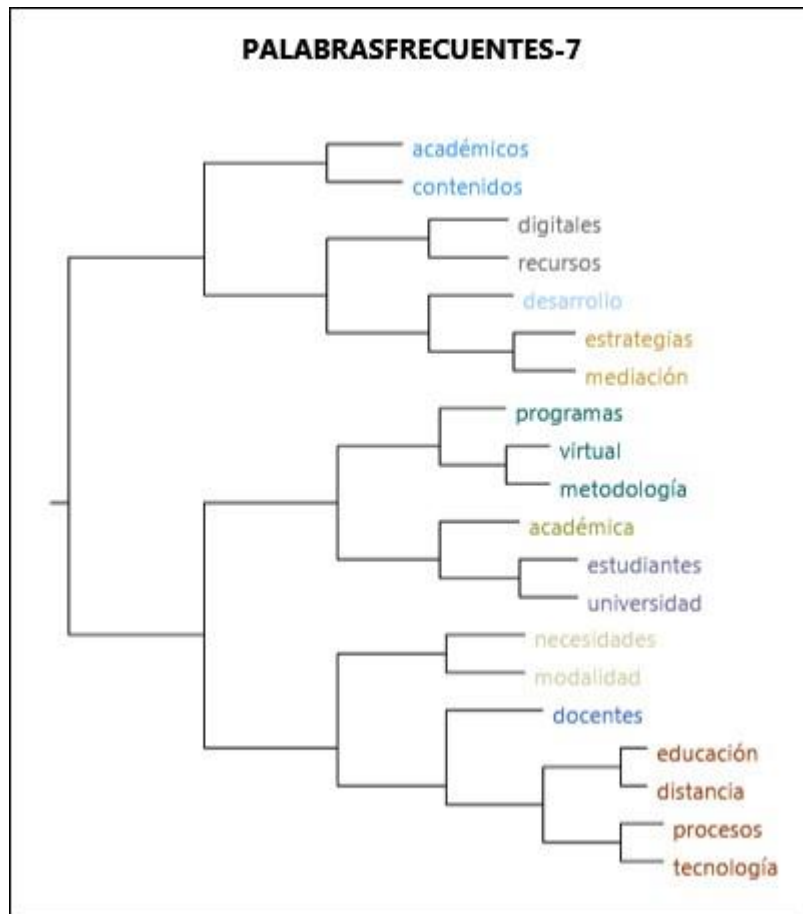 PALABRASFRECUENTES-7
académicos
contenidos
digitales
recursos
desarrollo
estrategias
mediación
programas
virtual
metodología
académica
estudiantes
universidad
necesidades
modalidad
docentes
educación
distancia
procesos
tecnología